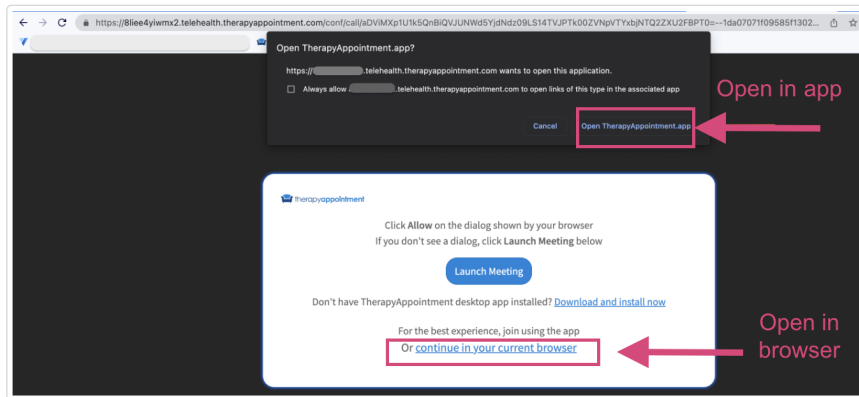 https://8liee4yiwmx2.telehealth.therapyappointment.com/conf/call/aDViMXp1U1k5QnBiQVJUNWd5YjdNdz09LS14TVJPTk00ZVNpVTYxbjNTQ2ZXU2FBPT0=--1da07071f09585f1302...
Open TherapyAppointment.app?
https:// .telehealth.therapyappointment.com wants to open this application.
Always allow .telehealth.therapyappointment.com to open links of this type in the associated app
Open in app
Cancel
Open TherapyAppointment.app
therapyappointment
Click Allow on the dialog shown by your browser
If you don't see a dialog, click Launch Meeting below
Launch Meeting
Don't have TherapyAppointment desktop app installed? Download and install now
For the best experience, join using the app
Or continue in your current browser
Open in
browser